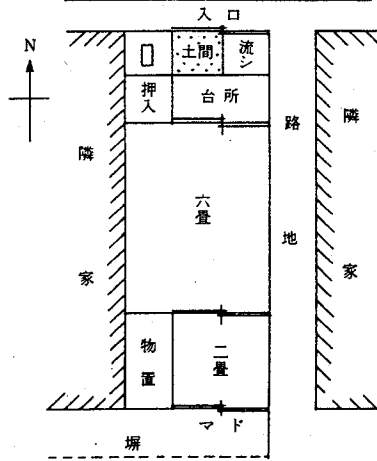 入口
N
土間
流シ
押入
台所
路地
隣家
隣家
六畳
物置
二畳
マド
塀